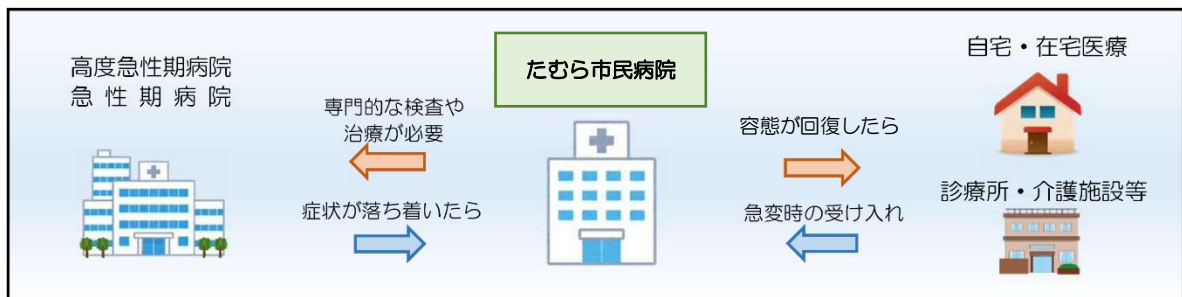 高度急性期病院
急性期病院
専門的な検査や
治療が必要
症状が落ち着いたら
たむら市民病院
容態が回復したら
急変時の受け入れ
自宅・在宅医療
診療所・介護施設等